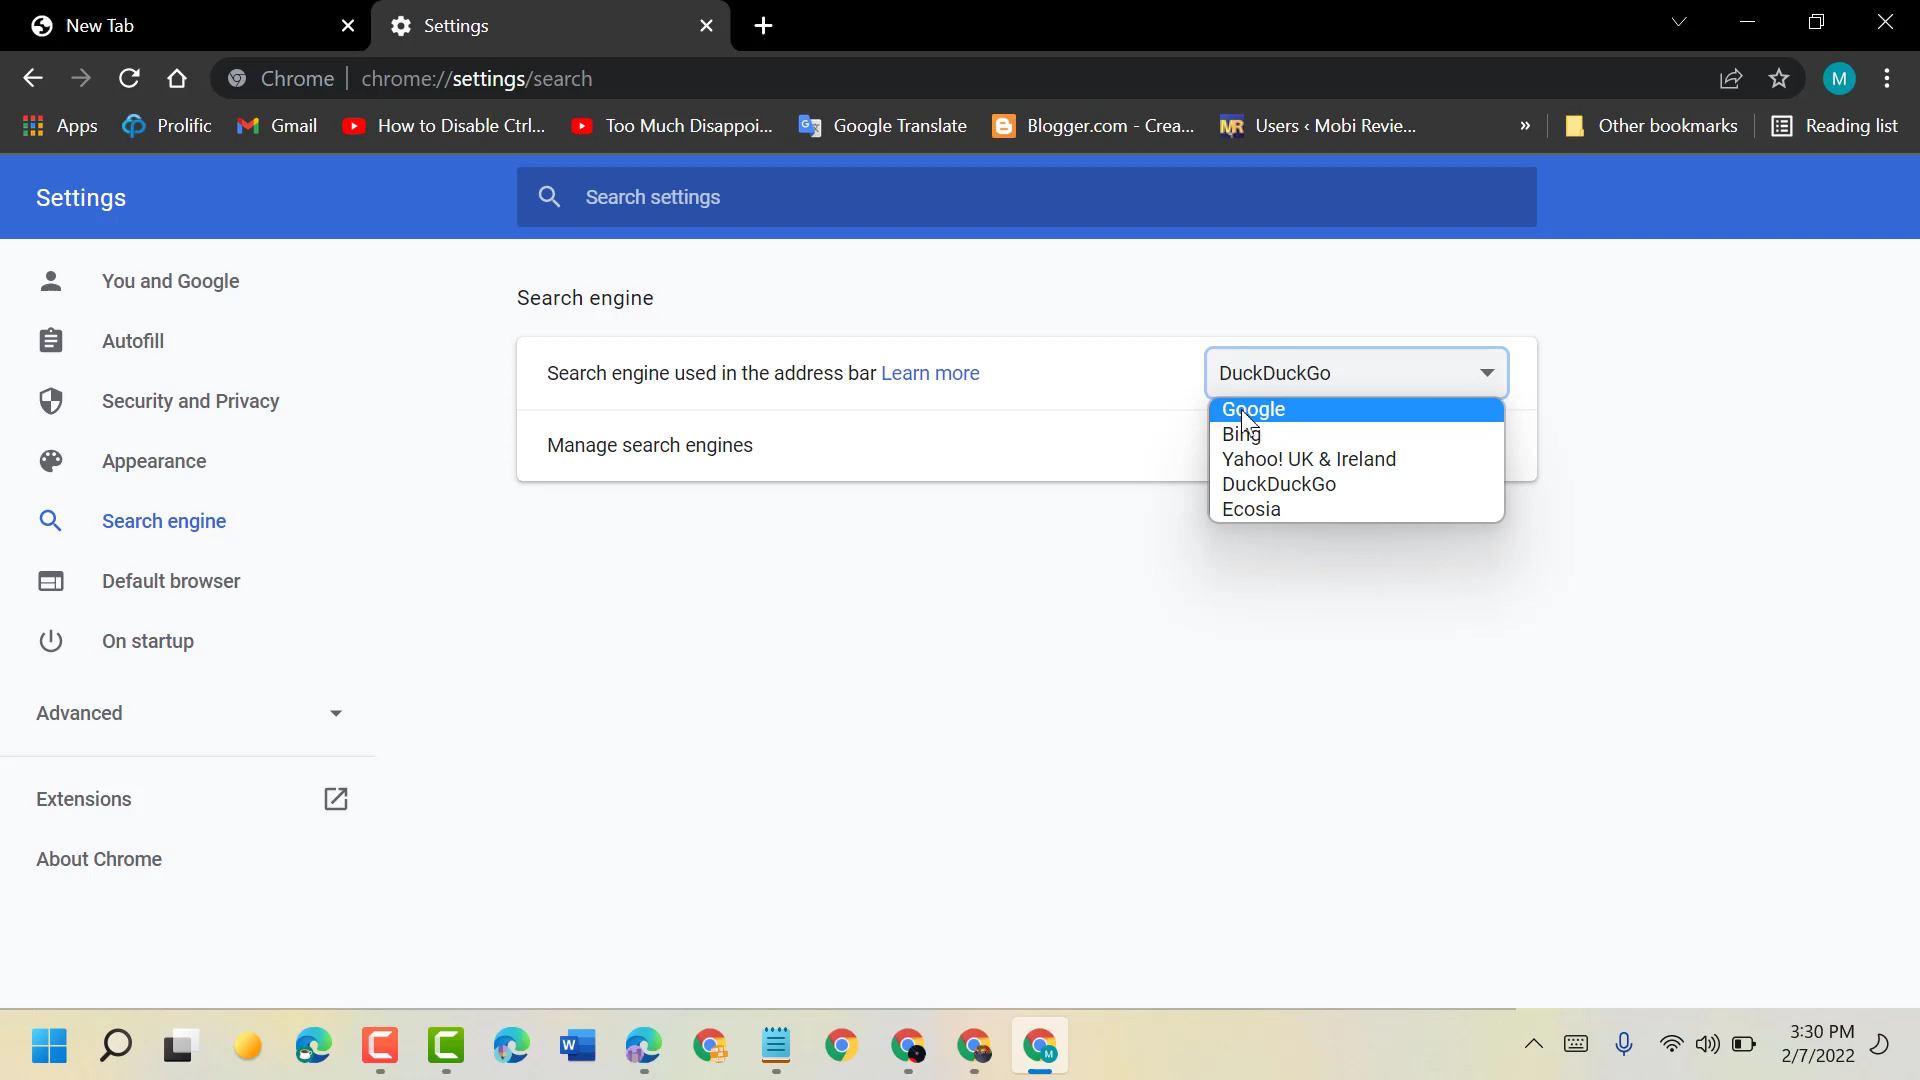 New Tab
Settings
Chrome
chrome://settings/search
M
Apps
Prolific
Gmail
How to Disable Ctrl...
Too Much Disappoi...
Google Translate
Blogger.com - Crea...
Users ‹ Mobi Revie...
»
Other bookmarks
Reading list
Settings
Search settings
You and Google
Autofill
Security and Privacy
Appearance
Search engine
Default browser
On startup
Advanced
Extensions
About Chrome
Search engine
Search engine used in the address bar Learn more
DuckDuckGo
Manage search engines
Google
Bing
Yahoo! UK & Ireland
DuckDuckGo
Ecosia
3:30 PM
2/7/2022